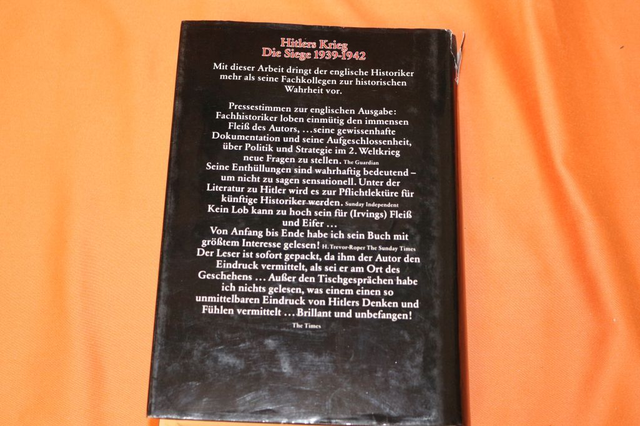 Hitlers Krieg
Die Siege 1939-1942
Mit dieser Arbeit dringt der englische Historiker
mehr als seine Fachkollegen zur historischen
Wahrheit vor.
Pressestimmen zur englischen Ausgabe:
Fachhistoriker loben einmütig den immensen
Fleiß des Autors, ...seine gewissenhafte
Dokumentation und seine Aufgeschlossenheit,
über Politik und Strategie im 2. Weltkrieg
neue Fragen zu stellen. The Guardian
Seine Enthüllungen sind wahrhaftig bedeutend –
um nicht zu sagen sensationell. Unter der
Literatur zu Hitler wird es zur Pflichtlektüre für
künftige Historiker werden. Sunday Independent
Kein Lob kann zu hoch sein für (Irvings) Fleiß
und Eifer ...
Von Anfang bis Ende habe ich sein Buch mit
größtem Interesse gelesen! H. Trevor-Roper The Sunday Times
Der Leser ist sofort gepackt, da ihm der Autor den
Eindruck vermittelt, als sei er am Ort des
Geschehens ... Außer den Tischgesprächen habe
ich nichts gelesen, was einem einen so
unmittelbaren Eindruck von Hitlers Denken und
Fühlen vermittelt ... Brillant und unbefangen!
The Times